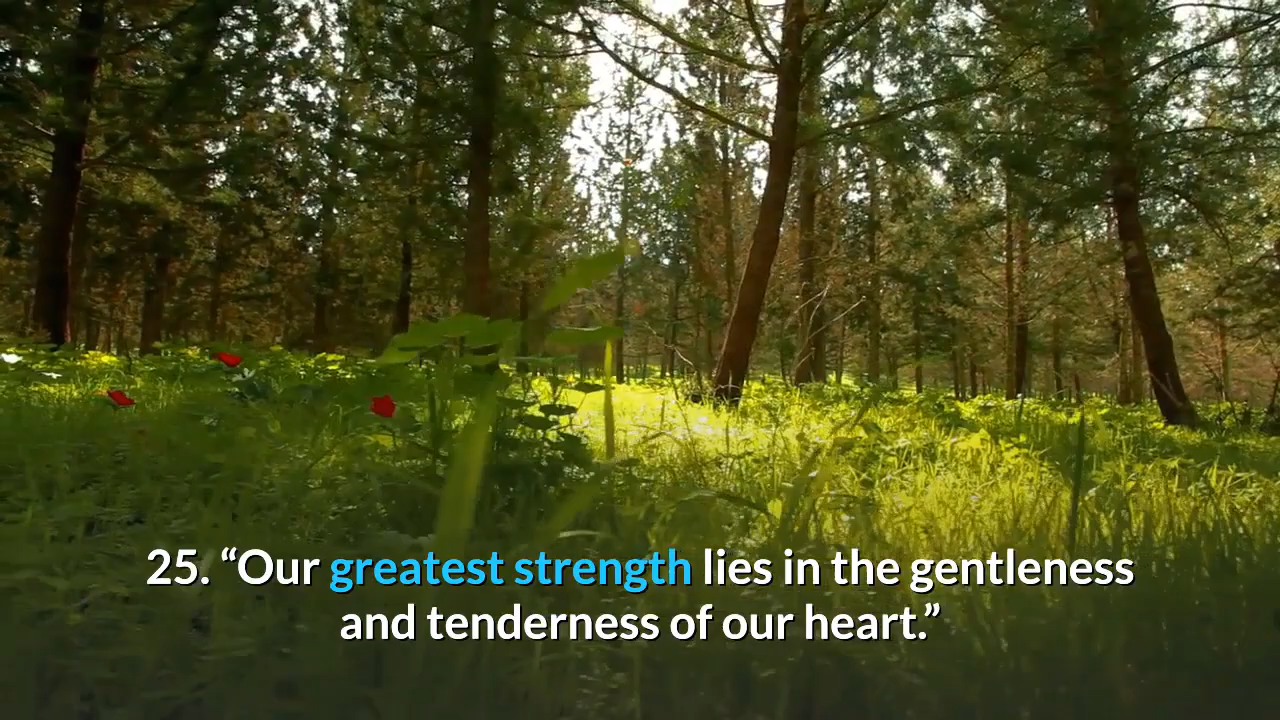 25. “Our greatest strength lies in the gentleness
and tenderness of our heart.”